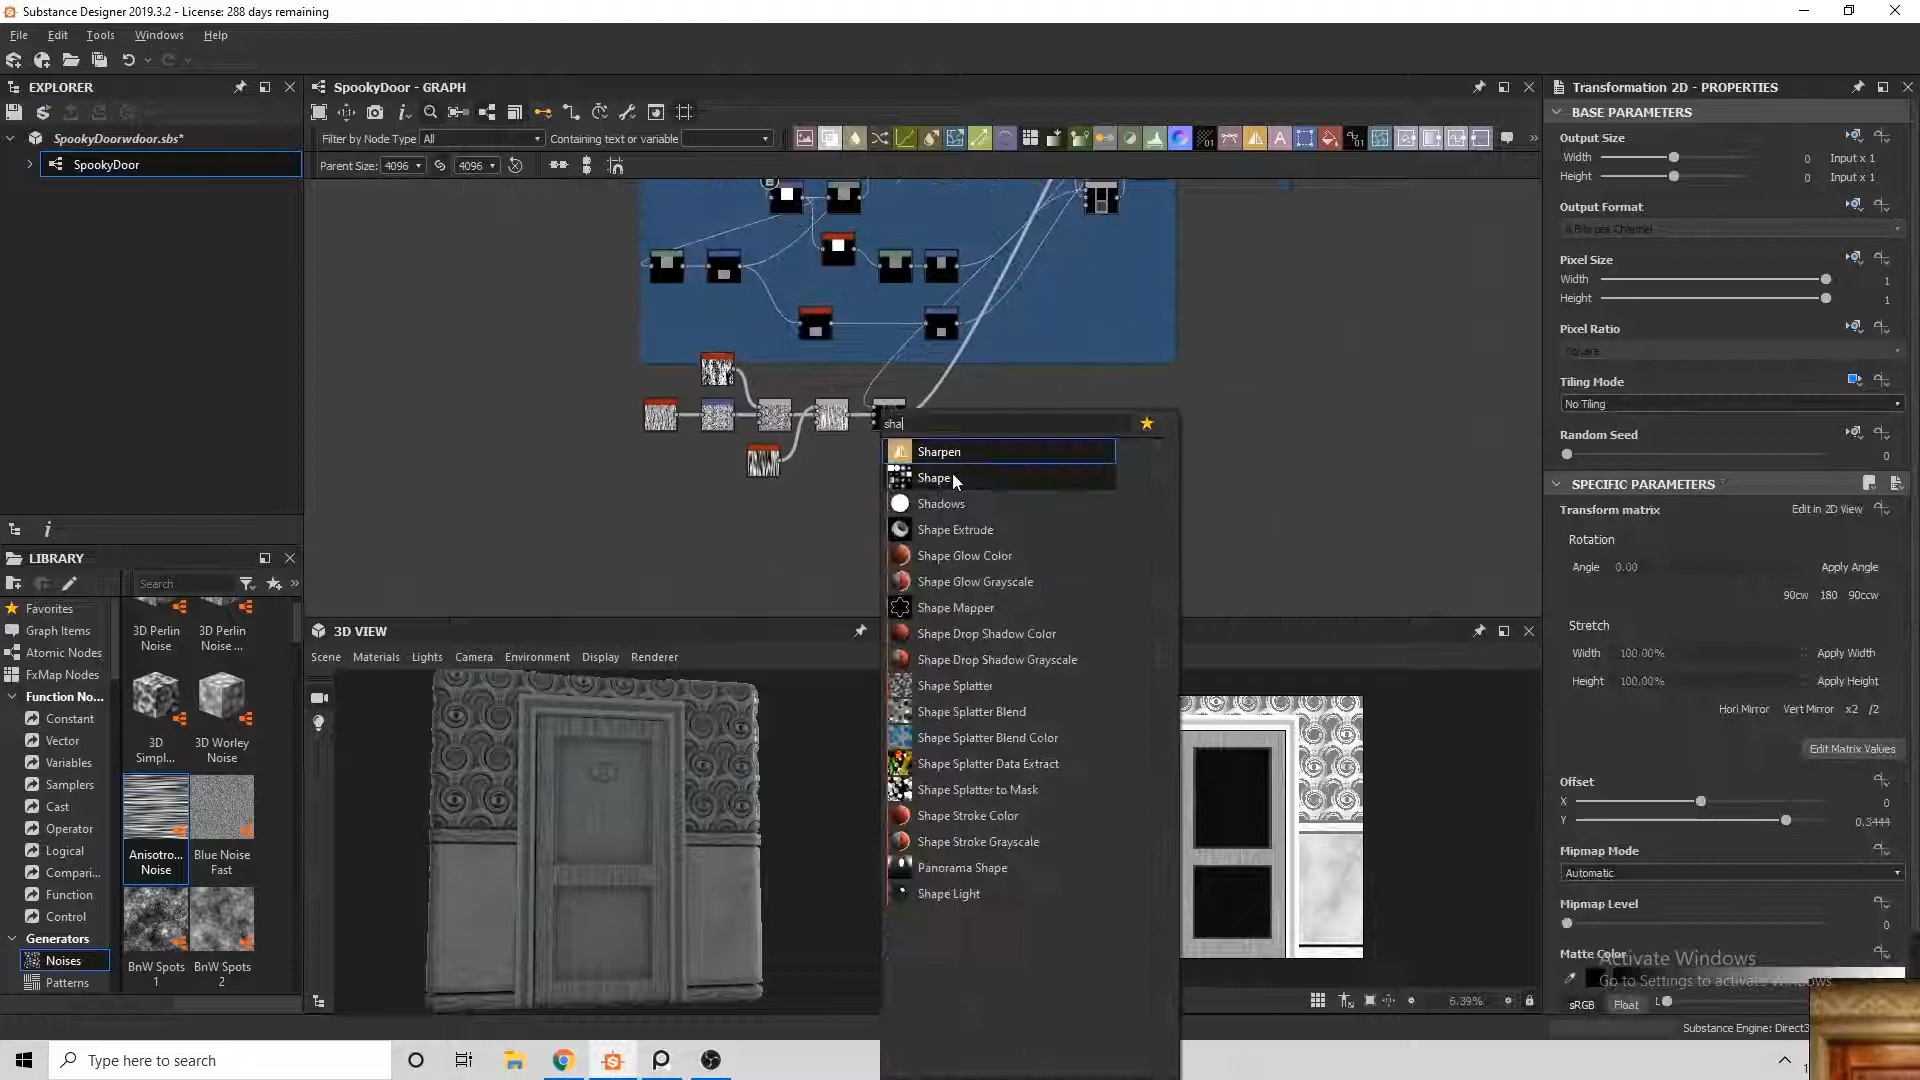 Substance Designer 2019.3.2 - License: 288 days remaining
File Edit Tools Windows Help
EXPLORER
SpookyDoorwdoor.sbs*
SpookyDoor
SpookyDoor - GRAPH
Filter by Node Type All Containing text or variable
Parent Size: 4096 4096
sha
Sharpen
Shape
Shadows
Shape Extrude
Shape Glow Color
Shape Glow Grayscale
Shape Mapper
Shape Drop Shadow Color
Shape Drop Shadow Grayscale
Shape Splatter
Shape Splatter Blend
Shape Splatter Blend Color
Shape Splatter Data Extract
Shape Splatter to Mask
Shape Stroke Color
Shape Stroke Grayscale
Panorama Shape
Shape Light
LIBRARY
Search
Favorites
Graph Items
Atomic Nodes
FxMap Nodes
Function No...
Constant
Vector
Variables
Samplers
Cast
Operator
Logical
Compari...
Function
Control
Generators
Noises
Patterns
3D Perlin Noise
3D Perlin Noise ...
3D Simpl...
3D Worley Noise
Anisotro... Noise
Blue Noise Fast
BnW Spots 1
BnW Spots 2
3D VIEW
Scene Materials Lights Camera Environment Display Renderer
6.39%
Transformation 2D - PROPERTIES
BASE PARAMETERS
Output Size
Width 0 Input x 1
Height 0 Input x 1
Output Format
Pixel Size
Width 1
Height 1
Pixel Ratio
Square
Tiling Mode
No Tiling
Random Seed
0
SPECIFIC PARAMETERS
Transform matrix Edit in 2D View
Rotation
Angle 0.00 Apply Angle
90cw 180 90ccw
Stretch
Width 100.00% Apply Width
Height 100.00% Apply Height
Hori Mirror Vert Mirror x2 /2
Edit Matrix Values
Offset
X 0
Y 0.3444
Mipmap Mode
Automatic
Mipmap Level
0
Matte Color
Activate Windows
Go to Settings to activate Windows.
sRGB Float L
Substance Engine: Direct3
Type here to search